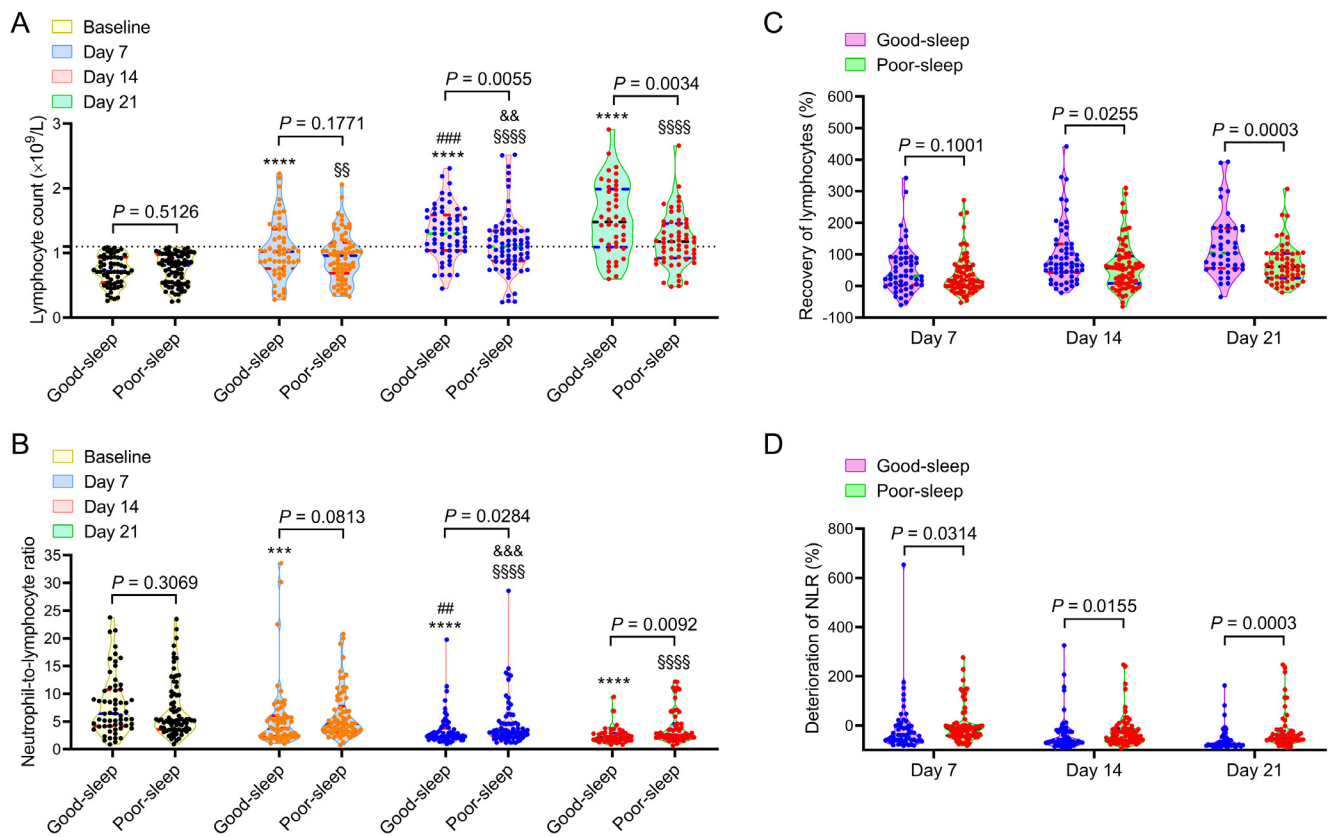 A
Baseline
Day 7
Day 14
Day 21
Lymphocyte count (×10⁹/L)
3
2
1
0
P = 0.5126
P = 0.1771
P = 0.0055
P = 0.0034
****
§§
###
****
&&
§§§§
****
§§§§
Good-sleep
Poor-sleep
Good-sleep
Poor-sleep
Good-sleep
Poor-sleep
Good-sleep
Poor-sleep
B
Baseline
Day 7
Day 14
Day 21
Neutrophil-to-lymphocyte ratio
35
30
25
20
15
10
5
0
P = 0.3069
P = 0.0813
P = 0.0284
P = 0.0092
***
##
****
&&&
§§§§
****
§§§§
Good-sleep
Poor-sleep
Good-sleep
Poor-sleep
Good-sleep
Poor-sleep
Good-sleep
Poor-sleep
C
Good-sleep
Poor-sleep
Recovery of lymphocytes (%)
600
500
400
300
200
100
0
-100
P = 0.1001
P = 0.0255
P = 0.0003
Day 7
Day 14
Day 21
D
Good-sleep
Poor-sleep
Deterioration of NLR (%)
800
600
400
200
0
P = 0.0314
P = 0.0155
P = 0.0003
Day 7
Day 14
Day 21